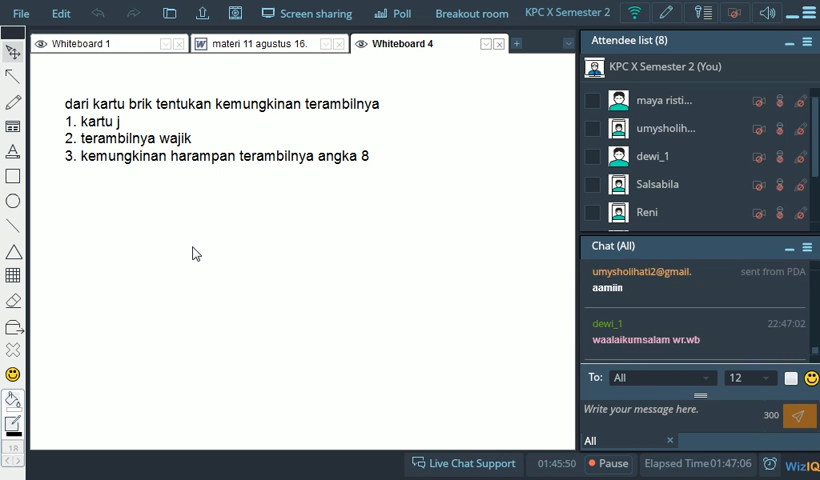 File Edit Screen sharing Poll Breakout room KPC X Semester 2
Whiteboard 1 materi 11 agustus 16. Whiteboard 4
dari kartu brik tentukan kemungkinan terambilnya
1. kartu j
2. terambilnya wajik
3. kemungkinan harampan terambilnya angka 8
Attendee list (8)
KPC X Semester 2 (You)
maya risti...
umysholih...
dewi_1
Salsabila
Reni
Chat (All)
umysholihati2@gmail. sent from PDA
aamiin
dewi_1 22:47:02
waalaikumsalam wr.wb
To: All 12
Write your message here. 300
All
18
Live Chat Support 01:45:50 Pause Elapsed Time 01:47:06 WizIQ